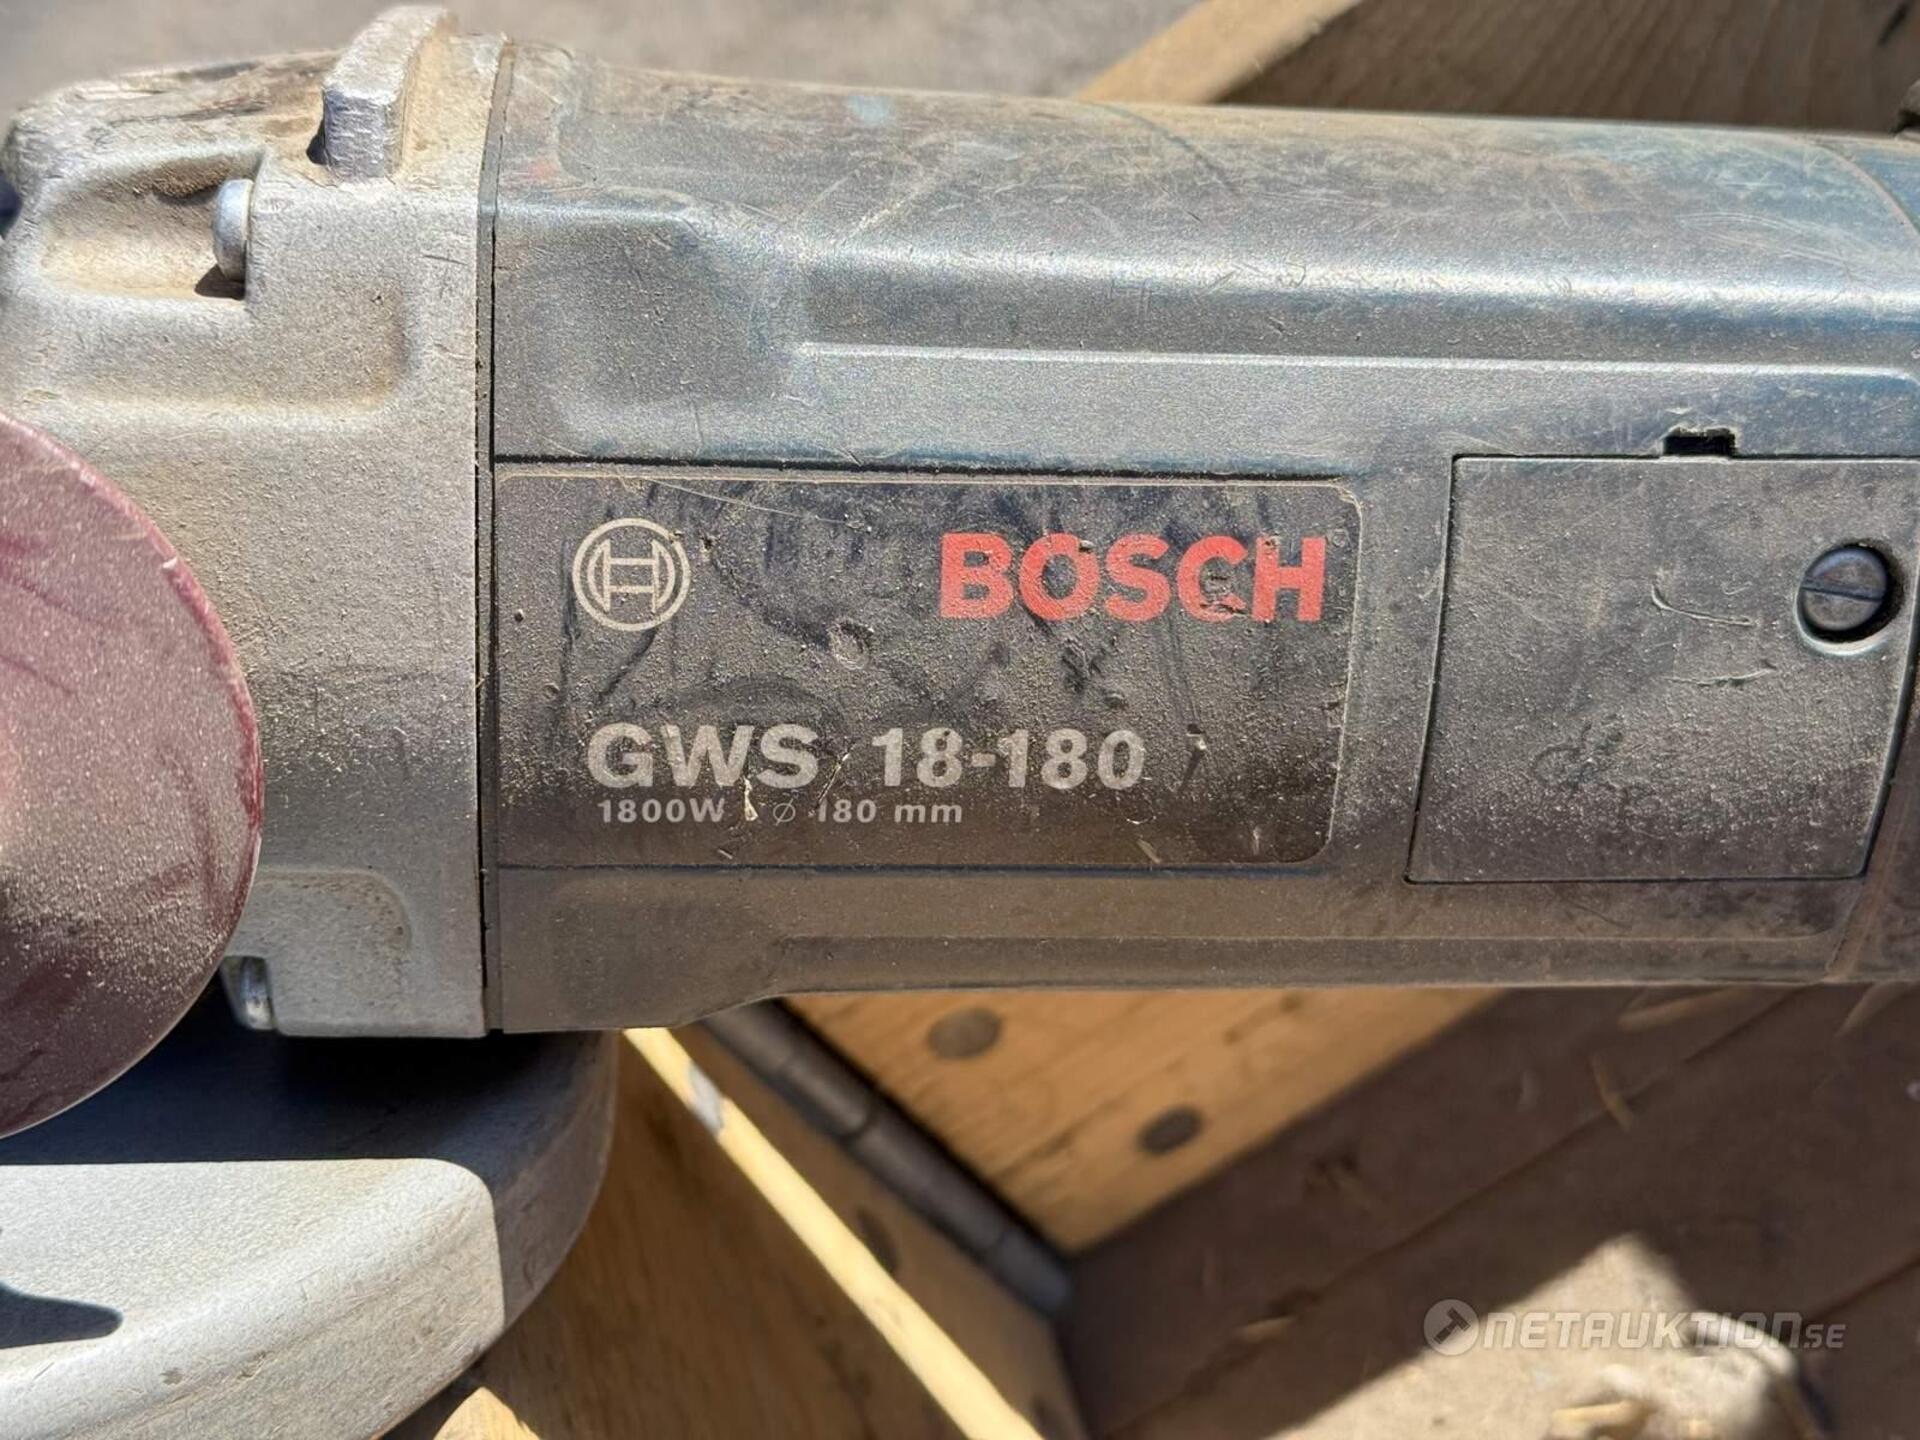 BOSCH
GWS 18-180
1800W ø 180 mm
NETAUKTION.SE